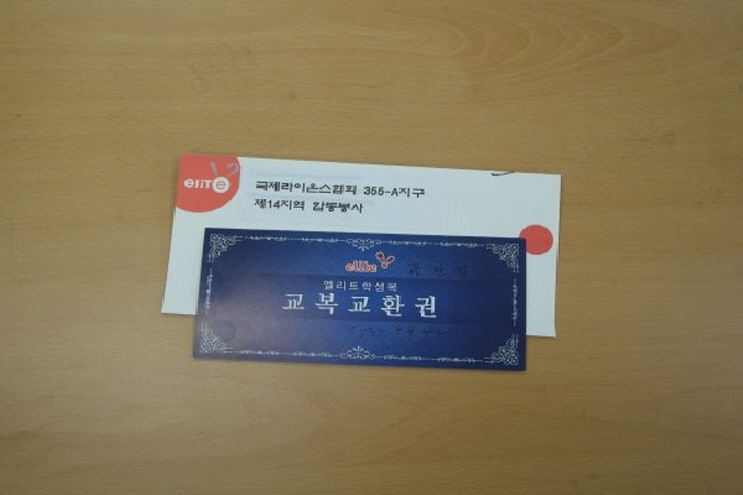 eliTe
국제라이온스협회 355-A지구
제14지역 합동봉사
elite
엘리트학생복
교복교환권